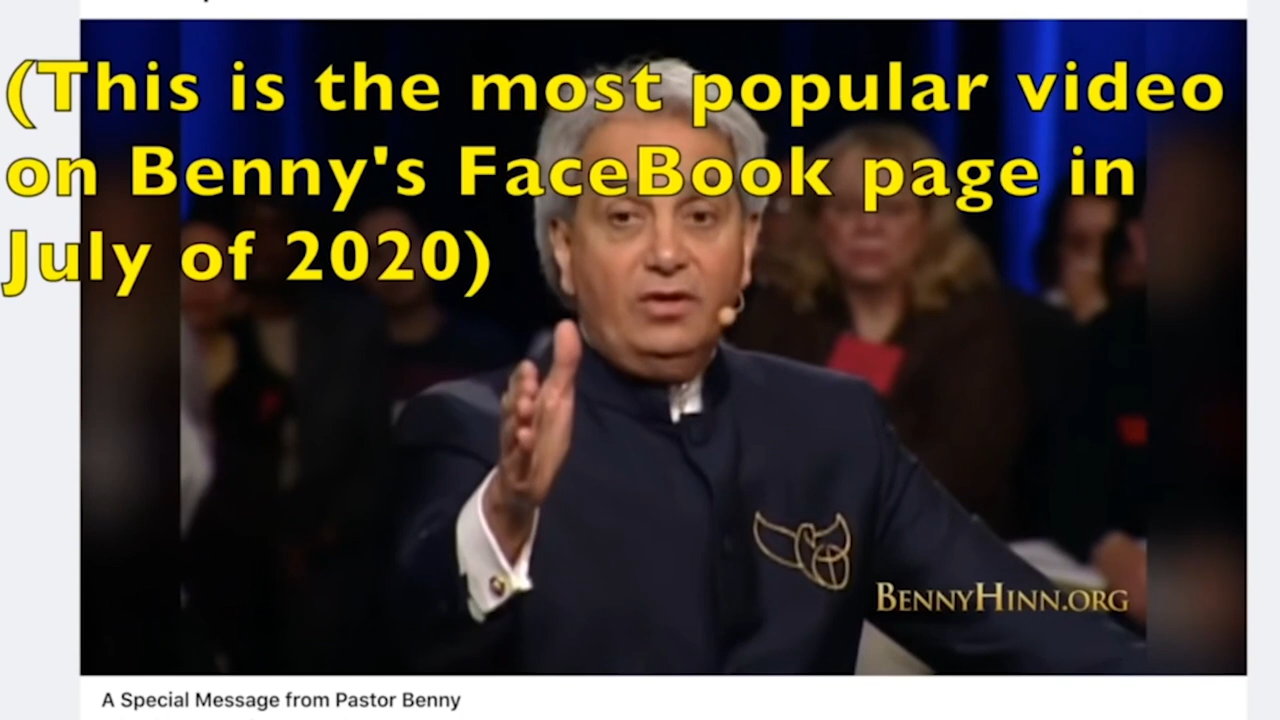 (This is the most popular video
on Benny's FaceBook page in
July of 2020)
BENNYHINN.ORG
A Special Message from Pastor Benny